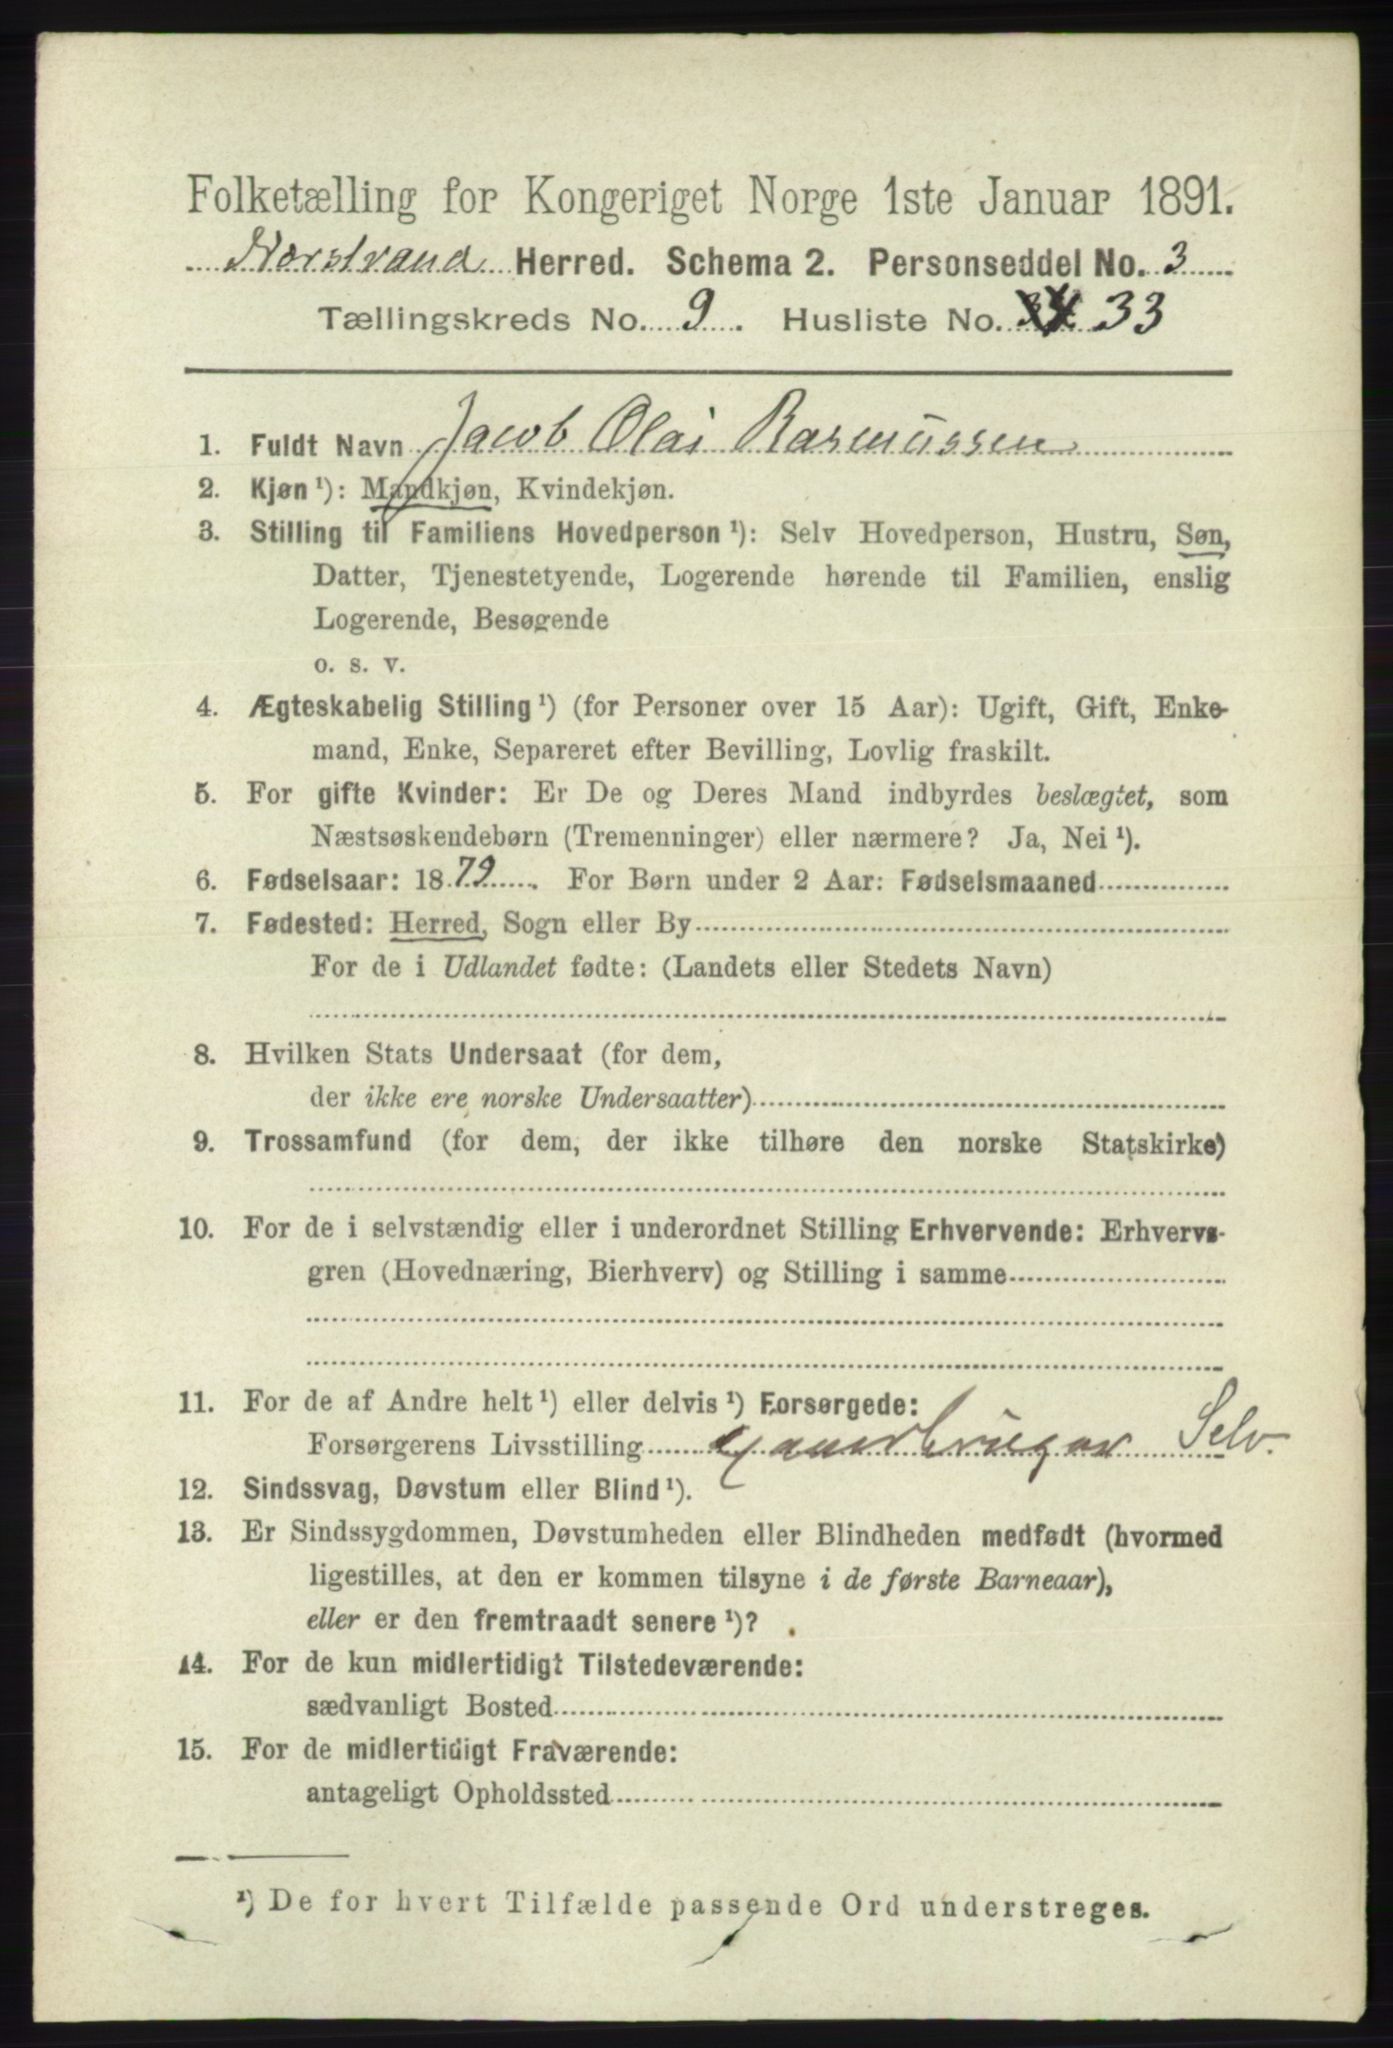 Folketælling for Kongeriget Norge 1ste Januar 1891.
Nærstrand Herred. Schema 2. Personseddel No. 3
Tællingskreds No. 9. Husliste No. 34 33
1. Fuldt Navn Jacob Olai Rasmussen
2. Kjøn ¹): Mandkjøn, Kvindekjøn.
3. Stilling til Familiens Hovedperson ¹): Selv Hovedperson, Hustru, Søn,
Datter, Tjenestetyende, Logerende hørende til Familien, enslig
Logerende, Besøgende
o. s. v.
4. Ægteskabelig Stilling ¹) (for Personer over 15 Aar): Ugift, Gift, Enke-
mand, Enke, Separeret efter Bevilling, Lovlig fraskilt.
5. For gifte Kvinder: Er De og Deres Mand indbyrdes beslægtet, som
Næstsøskendebørn (Tremenninger) eller nærmere? Ja, Nei ¹).
6. Fødselsaar: 1879. For Børn under 2 Aar: Fødselsmaaned
7. Fødested: Herred, Sogn eller By
For de i Udlandet fødte: (Landets eller Stedets Navn)
8. Hvilken Stats Undersaat (for dem,
der ikke ere norske Undersaatter)
9. Trossamfund (for dem, der ikke tilhøre den norske Statskirke)
10. For de i selvstændig eller i underordnet Stilling Erhvervende: Erhvervs-
gren (Hovednæring, Bierhverv) og Stilling i samme
11. For de af Andre helt ¹) eller delvis ¹) Forsørgede:
Forsørgerens Livsstilling Gaardbruger Selv.
12. Sindssvag, Døvstum eller Blind ¹).
13. Er Sindssygdommen, Døvstumheden eller Blindheden medfødt (hvormed
ligestilles, at den er kommen tilsyne i de første Barneaar),
eller er den fremtraadt senere ¹)?
14. For de kun midlertidigt Tilstedeværende:
sædvanligt Bosted
15. For de midlertidigt Fraværende:
antageligt Opholdssted
¹) De for hvert Tilfælde passende Ord understreges.